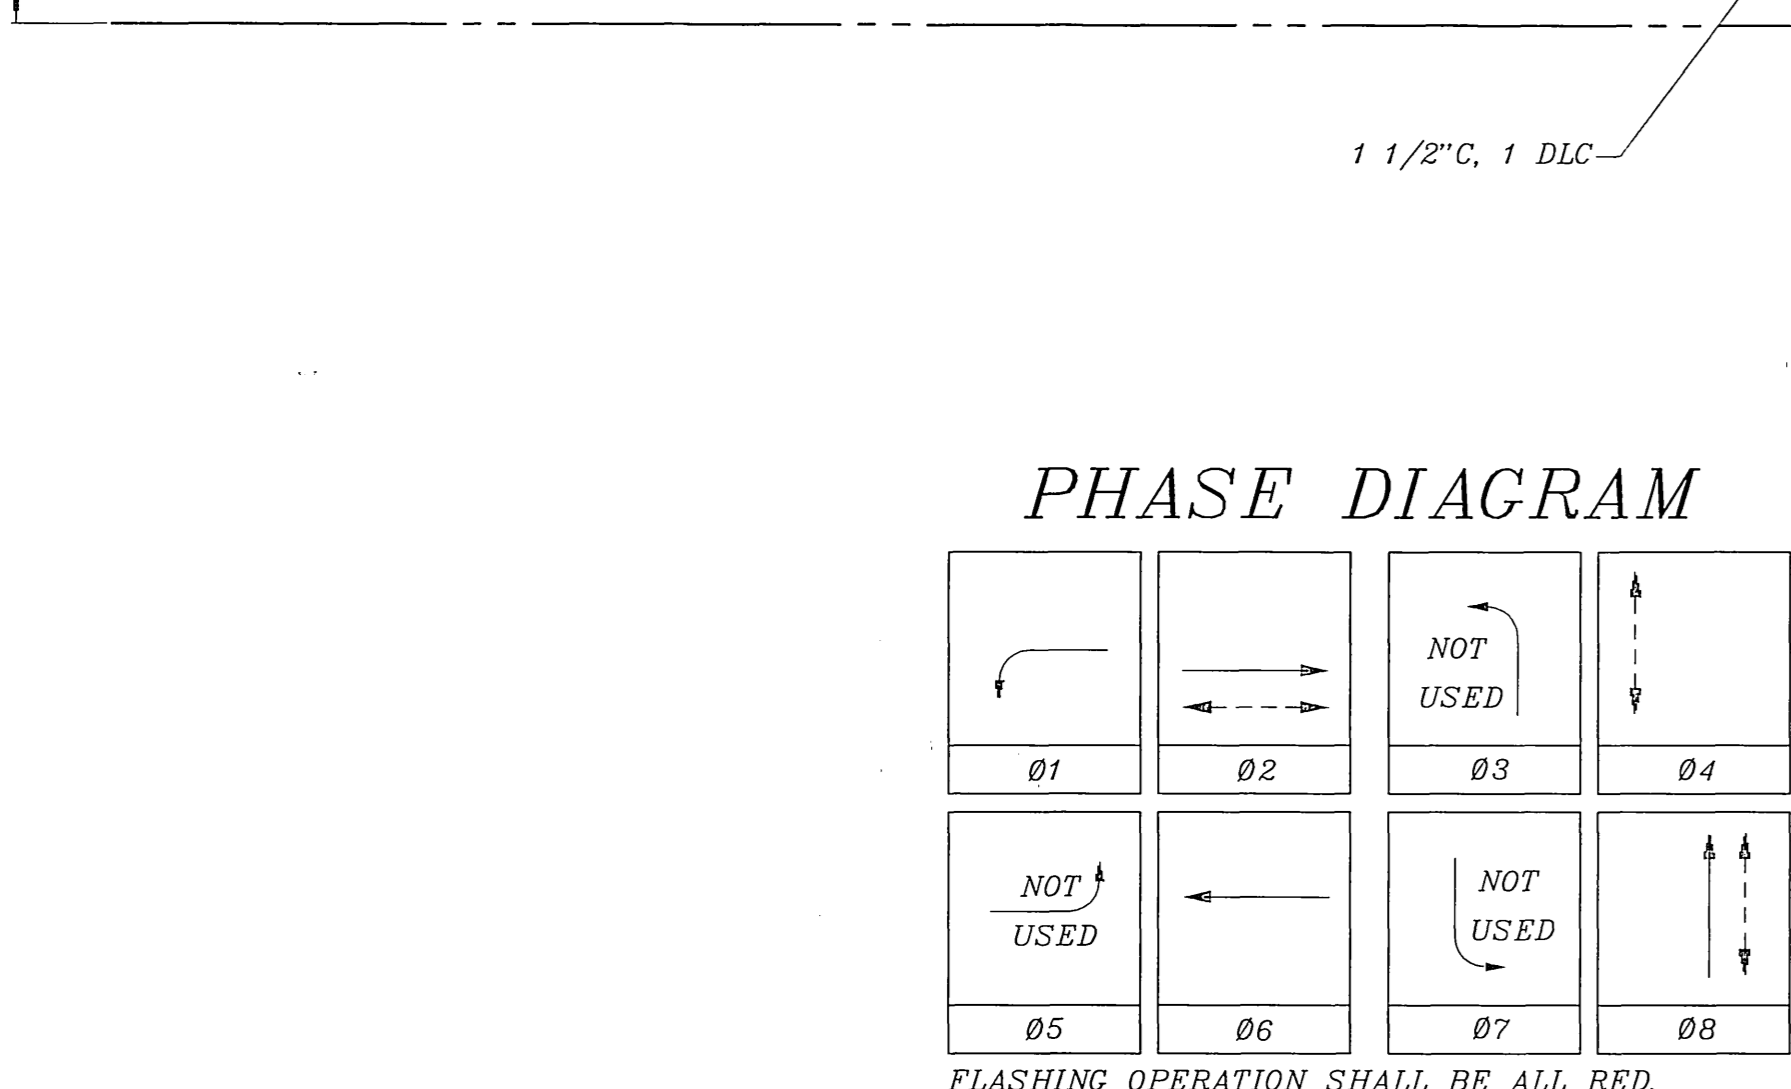 1 1/2"C, 1 DLC
PHASE DIAGRAM
NOT
USED
Ø1
Ø2
Ø3
Ø4
NOT
USED
NOT
USED
Ø5
Ø6
Ø7
Ø8
FLASHING OPERATION SHALL BE ALL RED.